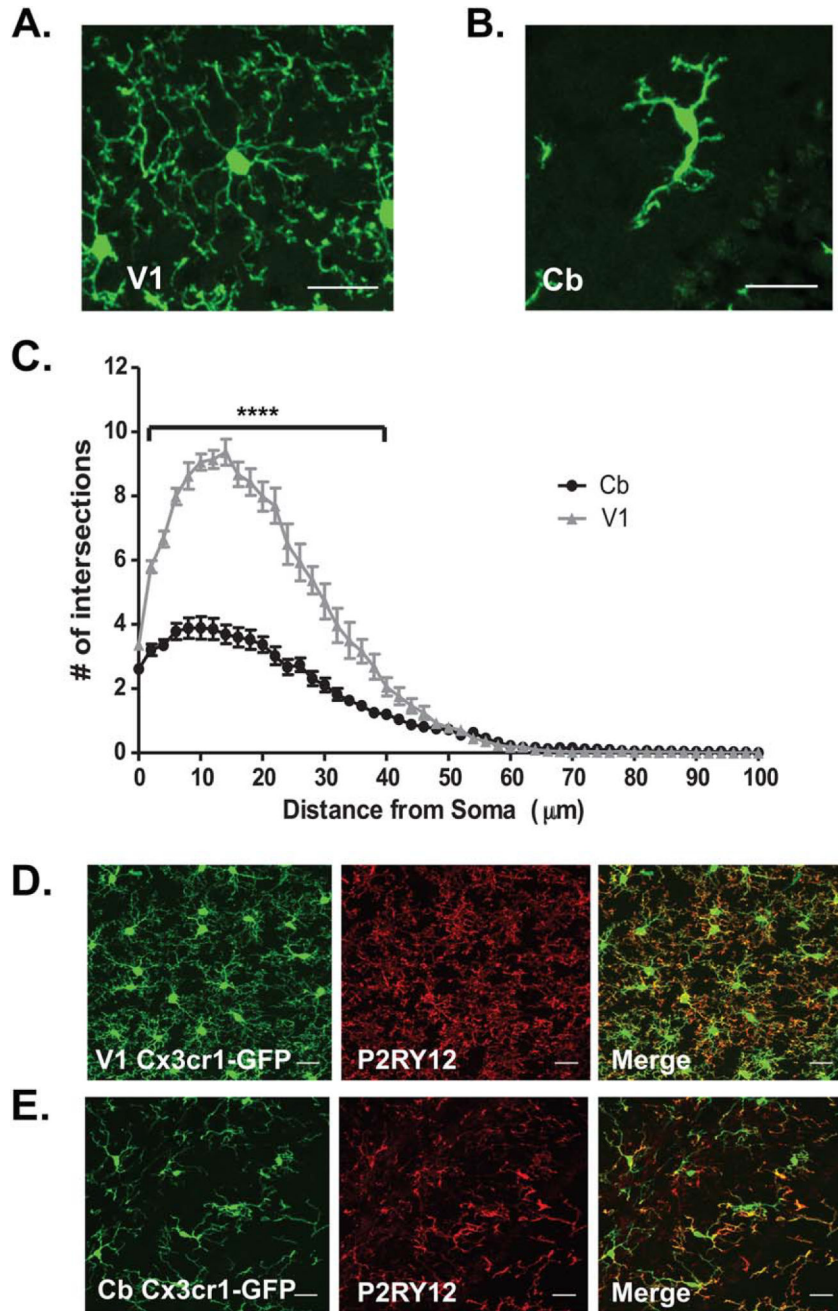 A.
B.
V1
Cb
C.
12
10
8
6
4
2
0
****
Cb
V1
# of intersections
0 10 20 30 40 50 60 70 80 90 100
Distance from Soma (μm)
D.
V1 Cx3cr1-GFP
P2RY12
Merge
E.
Cb Cx3cr1-GFP
P2RY12
Merge